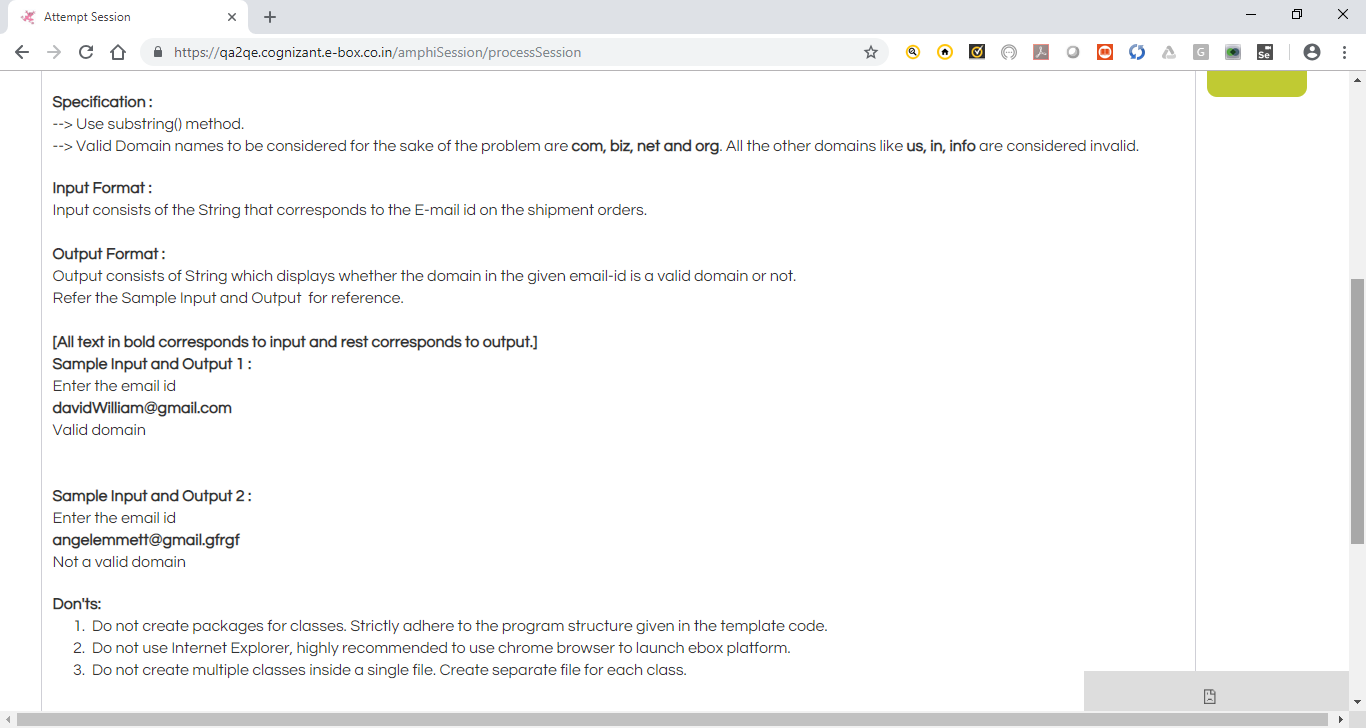 Attempt Session
https://qa2qe.cognizant.e-box.co.in/amphiSession/processSession
G
Se
Specification :
--> Use substring() method.
--> Valid Domain names to be considered for the sake of the problem are com, biz, net and org. All the other domains like us, in, info are considered invalid.
Input Format :
Input consists of the String that corresponds to the E-mail id on the shipment orders.
Output Format :
Output consists of String which displays whether the domain in the given email-id is a valid domain or not.
Refer the Sample Input and Output  for reference.
[All text in bold corresponds to input and rest corresponds to output.]
Sample Input and Output 1 :
Enter the email id
davidWilliam@gmail.com
Valid domain
Sample Input and Output 2 :
Enter the email id
angelemmett@gmail.gfrgf
Not a valid domain
Don'ts:
1. Do not create packages for classes. Strictly adhere to the program structure given in the template code.
2. Do not use Internet Explorer, highly recommended to use chrome browser to launch ebox platform.
3. Do not create multiple classes inside a single file. Create separate file for each class.